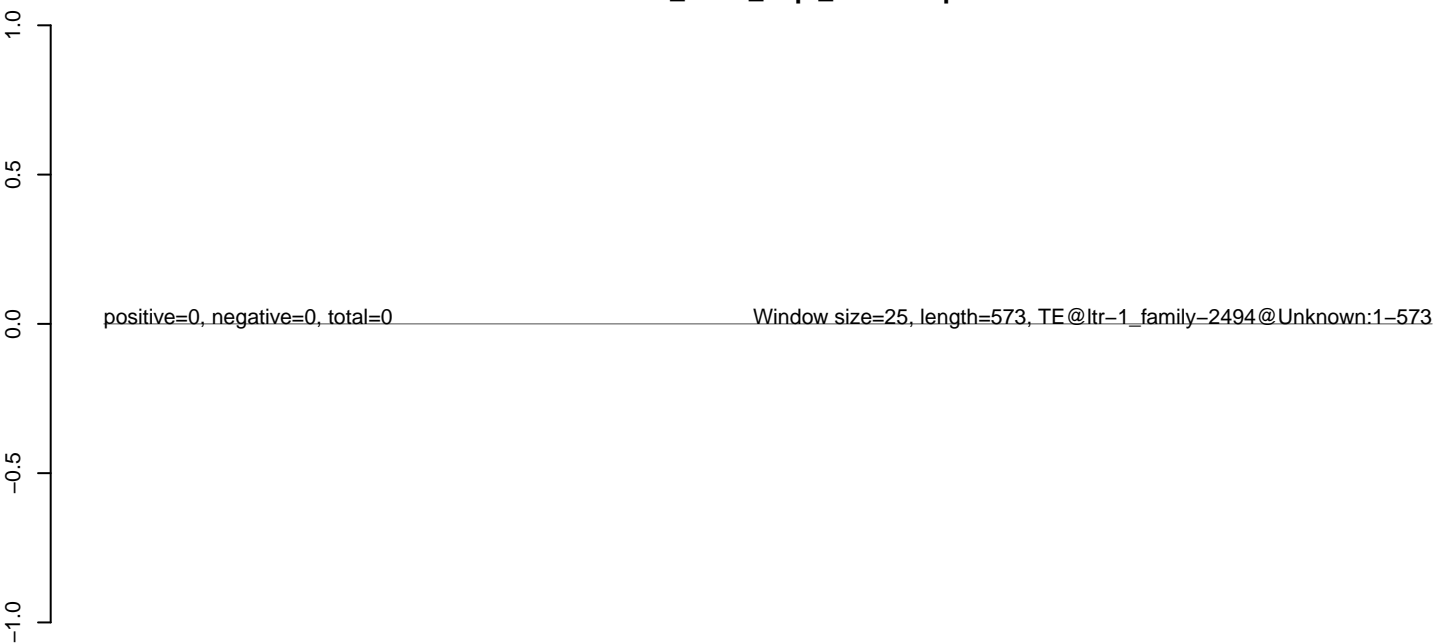 1.0
0.5
0.0
positive=0, negative=0, total=0
Window size=25, length=573, TE@ltr−1_family−2494@Unknown:1−573
−0.5
−1.0